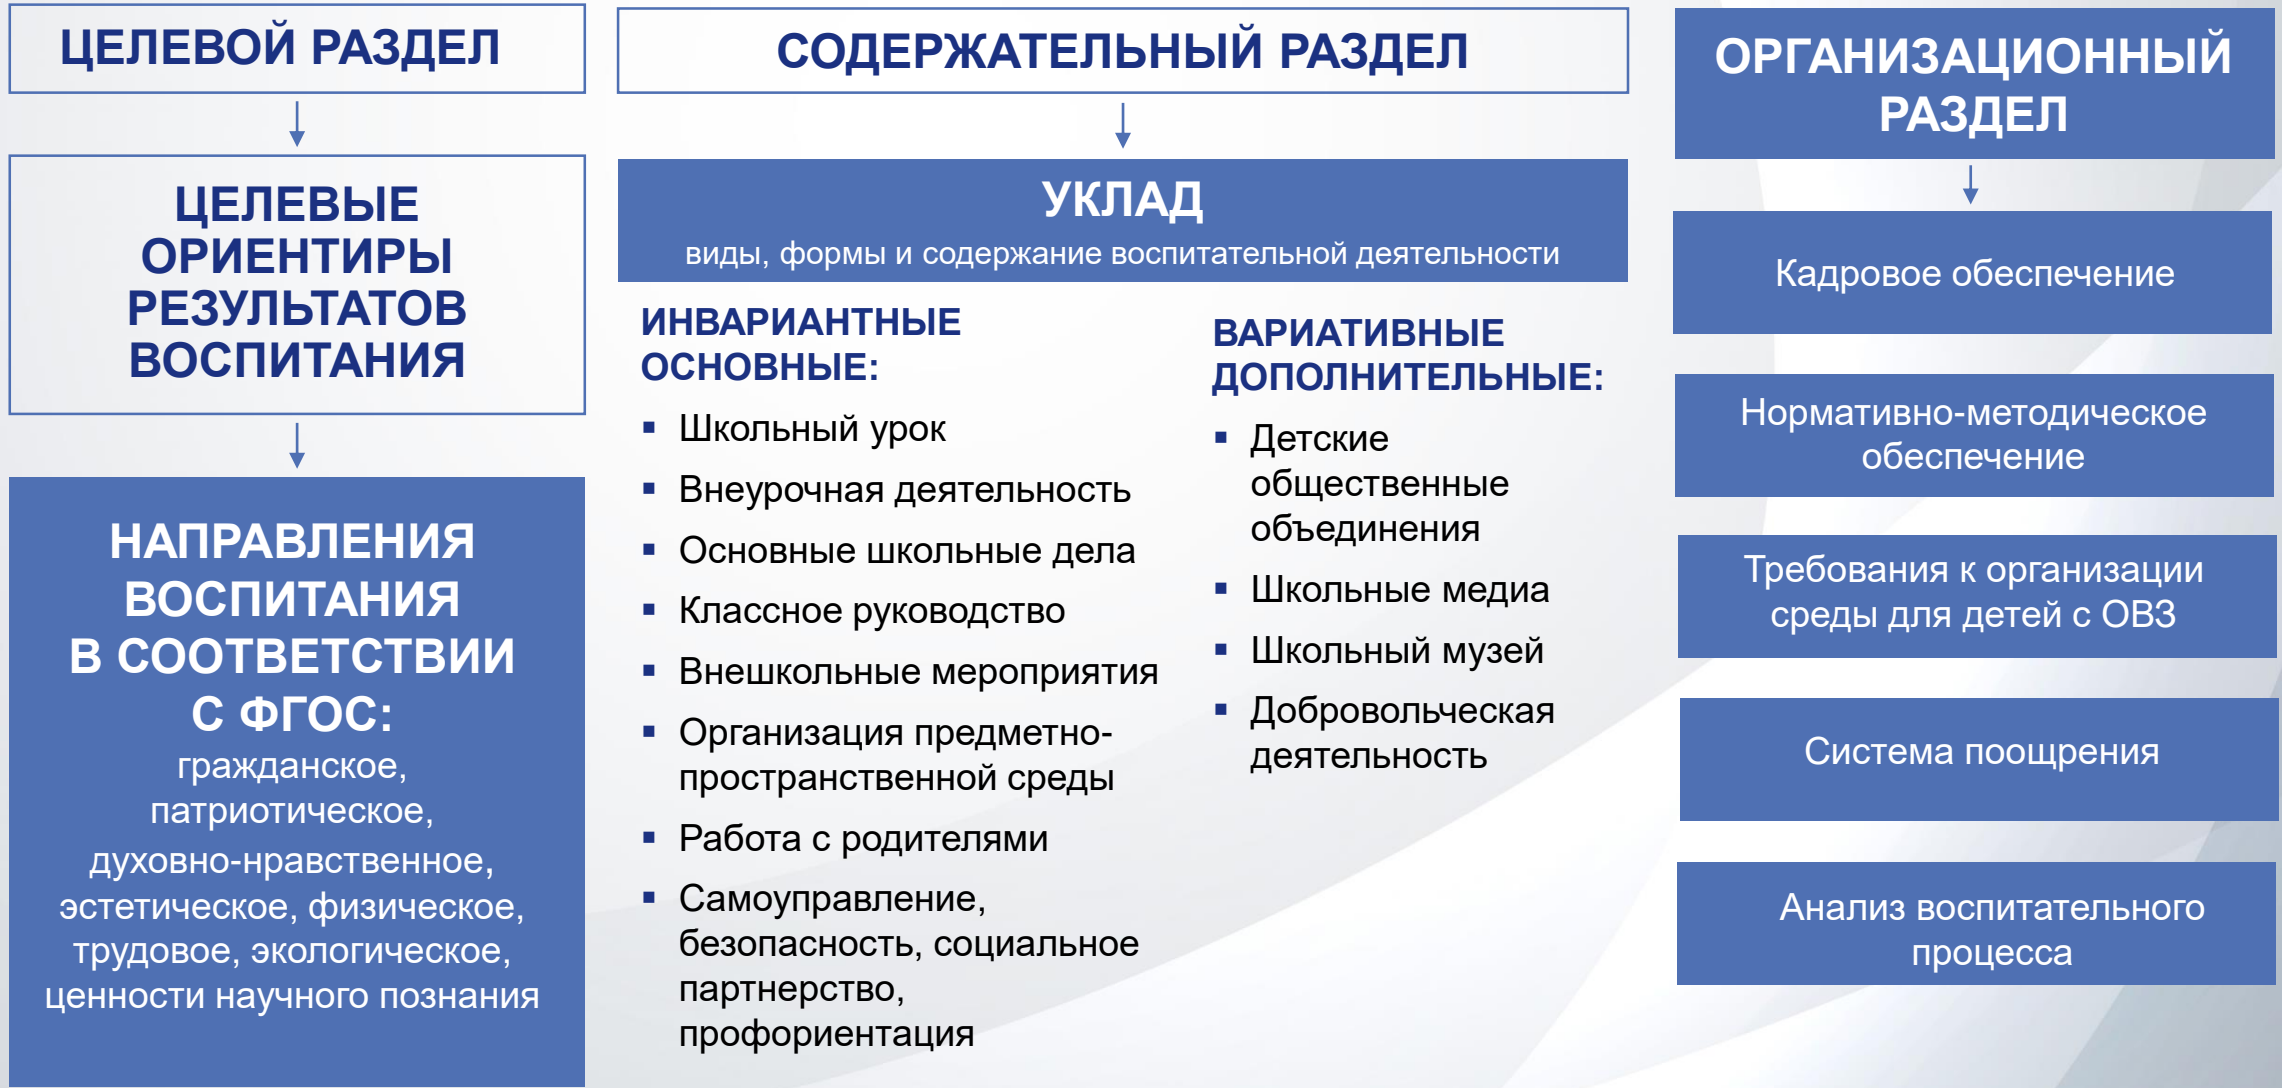 ЦЕЛЕВОЙ РАЗДЕЛ
ЦЕЛЕВЫЕ
ОРИЕНТИРЫ
РЕЗУЛЬТАТОВ
ВОСПИТАНИЯ
НАПРАВЛЕНИЯ
ВОСПИТАНИЯ
В СООТВЕТСТВИИ
С ФГОС:
гражданское,
патриотическое,
духовно-нравственное,
эстетическое, физическое,
трудовое, экологическое,
ценности научного познания
СОДЕРЖАТЕЛЬНЫЙ РАЗДЕЛ
УКЛАД
виды, формы и содержание воспитательной деятельности
ИНВАРИАНТНЫЕ
ОСНОВНЫЕ:
▪ Школьный урок
▪ Внеурочная деятельность
▪ Основные школьные дела
▪ Классное руководство
▪ Внешкольные мероприятия
▪ Организация предметно-
пространственной среды
▪ Работа с родителями
▪ Самоуправление,
безопасность, социальное
партнерство,
профориентация
ВАРИАТИВНЫЕ
ДОПОЛНИТЕЛЬНЫЕ:
▪ Детские
общественные
объединения
▪ Школьные медиа
▪ Школьный музей
▪ Добровольческая
деятельность
ОРГАНИЗАЦИОННЫЙ
РАЗДЕЛ
Кадровое обеспечение
Нормативно-методическое
обеспечение
Требования к организации
среды для детей с ОВЗ
Система поощрения
Анализ воспитательного
процесса